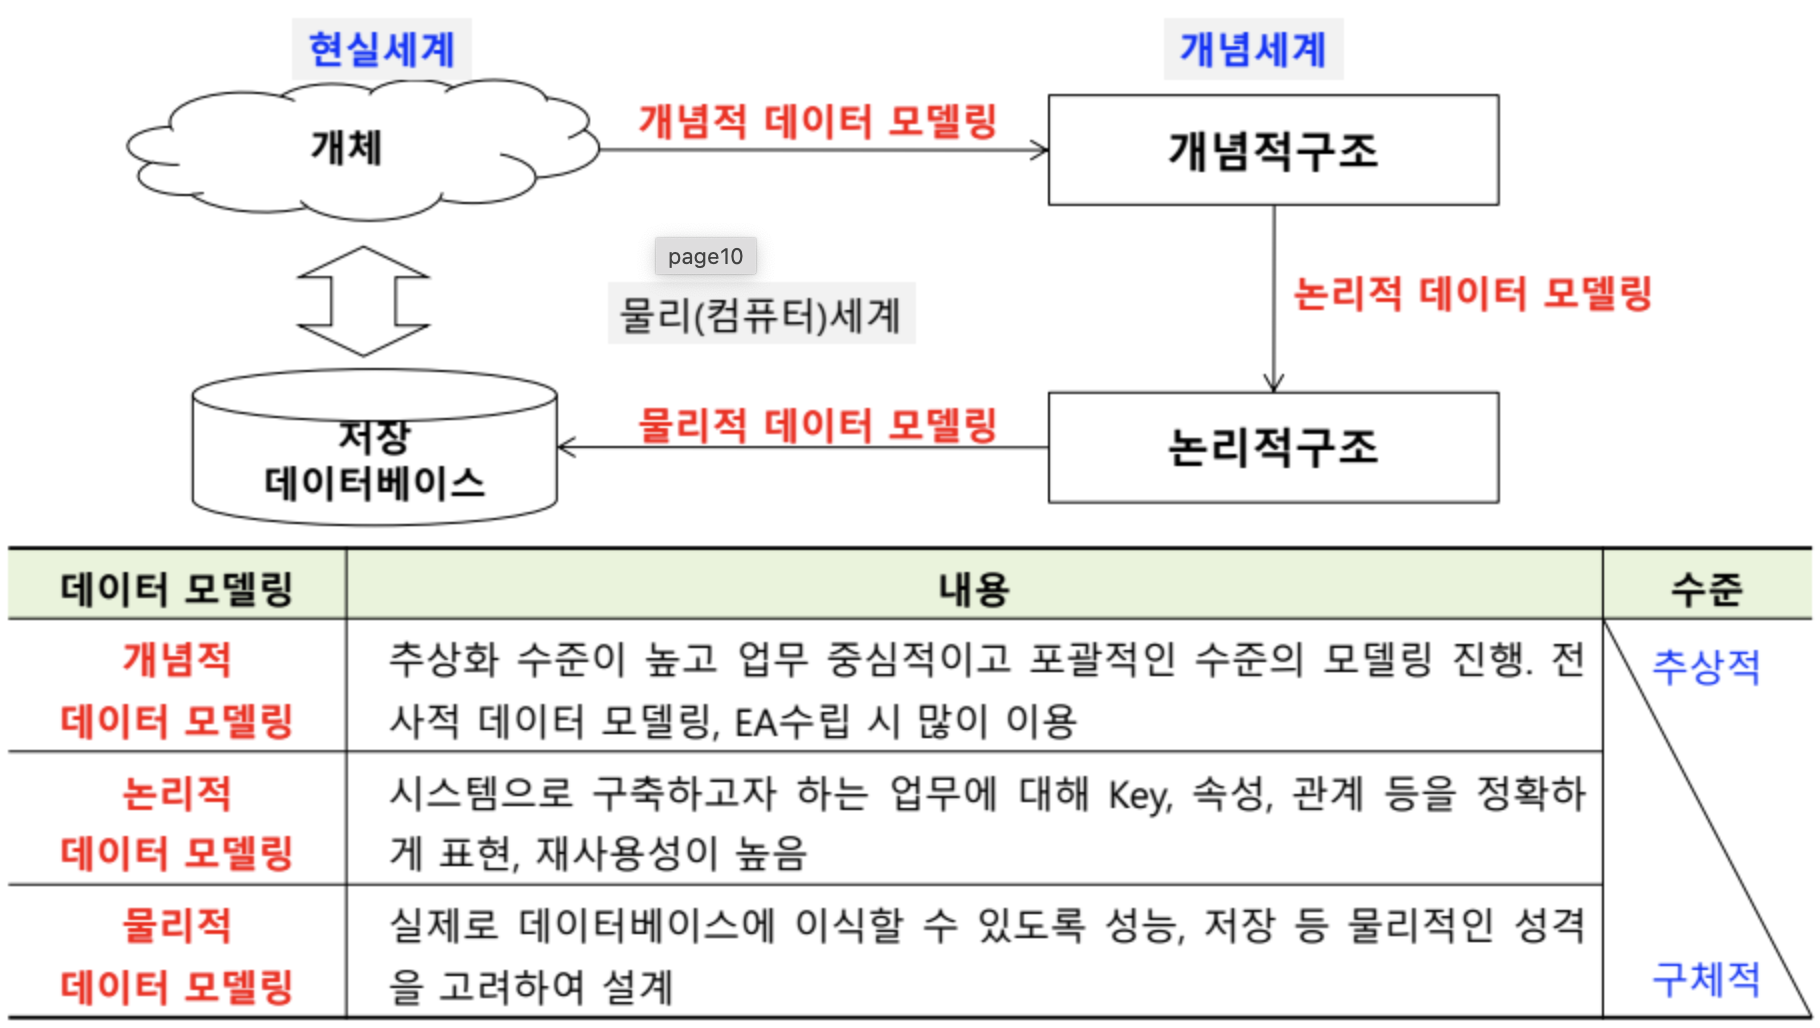 현실세계
개념세계
개체
개념적 데이터 모델링
개념적구조
page10
물리(컴퓨터)세계
논리적 데이터 모델링
저장
데이터베이스
물리적 데이터 모델링
논리적구조
데이터 모델링
내용
수준
개념적
데이터 모델링
추상화 수준이 높고 업무 중심적이고 포괄적인 수준의 모델링 진행. 전
사적 데이터 모델링, EA수립 시 많이 이용
추상적
논리적
데이터 모델링
시스템으로 구축하고자 하는 업무에 대해 Key, 속성, 관계 등을 정확하
게 표현, 재사용성이 높음
물리적
데이터 모델링
실제로 데이터베이스에 이식할 수 있도록 성능, 저장 등 물리적인 성격
을 고려하여 설계
구체적